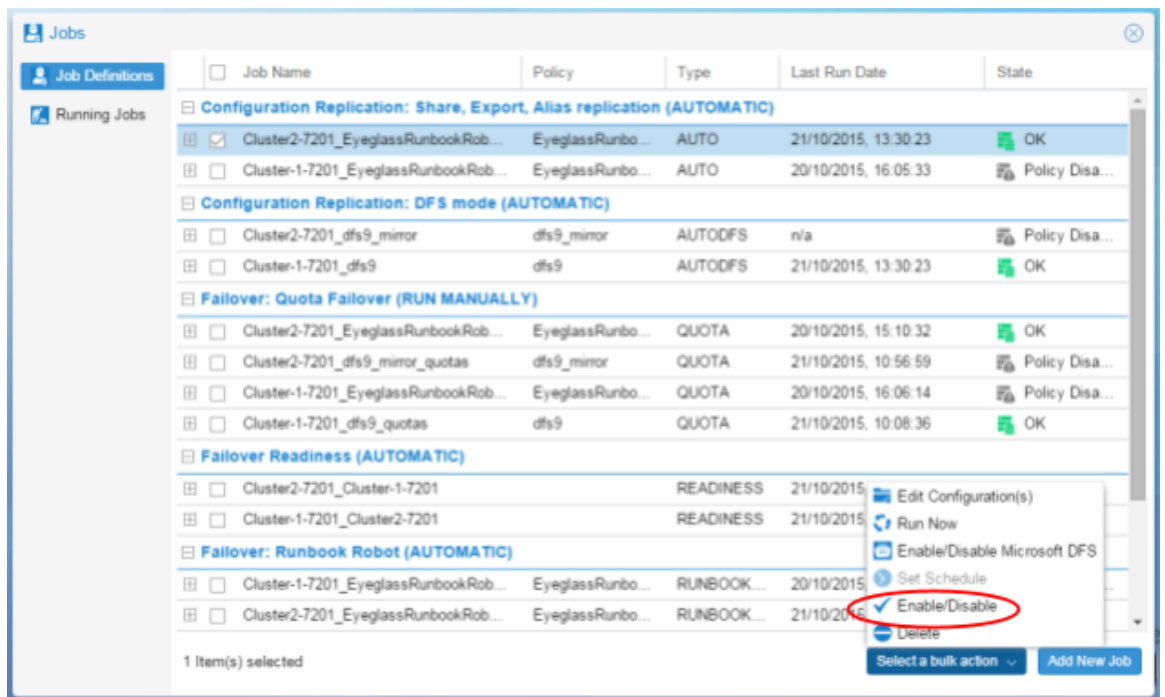 Jobs
Job Definitions
Running Jobs
Job Name Policy Type Last Run Date State
Configuration Replication: Share, Export, Alias replication (AUTOMATIC)
Cluster2-7201_EyeglassRunbookRob... EyeglassRunbo... AUTO 21/10/2015, 13:30:23 OK
Cluster-1-7201_EyeglassRunbookRob... EyeglassRunbo... AUTO 20/10/2015, 16:05:33 Policy Disa...
Configuration Replication: DFS mode (AUTOMATIC)
Cluster2-7201_dfs9_mirror dfs9_mirror AUTODFS n/a Policy Disa...
Cluster-1-7201_dfs9 dfs9 AUTODFS 21/10/2015, 13:30:23 OK
Failover: Quota Failover (RUN MANUALLY)
Cluster2-7201_EyeglassRunbookRob... EyeglassRunbo... QUOTA 20/10/2015, 15:10:32 OK
Cluster2-7201_dfs9_mirror_quotas dfs9_mirror QUOTA 21/10/2015, 10:56:59 Policy Disa...
Cluster-1-7201_EyeglassRunbookRob... EyeglassRunbo... QUOTA 20/10/2015, 16:06:14 Policy Disa...
Cluster-1-7201_dfs9_quotas dfs9 QUOTA 21/10/2015, 10:08:36 OK
Failover Readiness (AUTOMATIC)
Cluster2-7201_Cluster-1-7201 READINESS 21/10/2015
Cluster-1-7201_Cluster2-7201 READINESS 21/10/2015
Failover: Runbook Robot (AUTOMATIC)
Cluster-1-7201_EyeglassRunbookRob... EyeglassRunbo... RUNBOOK... 20/10/2015
Cluster2-7201_EyeglassRunbookRob... EyeglassRunbo... RUNBOOK... 21/10/2015
Edit Configuration(s)
Run Now
Enable/Disable Microsoft DFS
Set Schedule
Enable/Disable
Delete
1 Item(s) selected
Select a bulk action
Add New Job